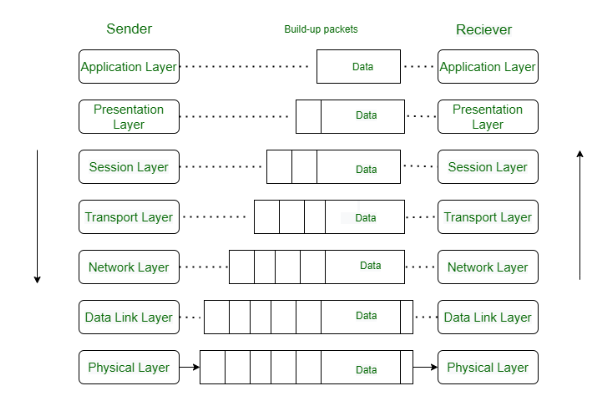 Sender Build-up packets Reciever
Application Layer Data Application Layer
Presentation Layer Data Presentation Layer
Session Layer Data Session Layer
Transport Layer Data Transport Layer
Network Layer Data Network Layer
Data Link Layer Data Data Link Layer
Physical Layer Data Physical Layer